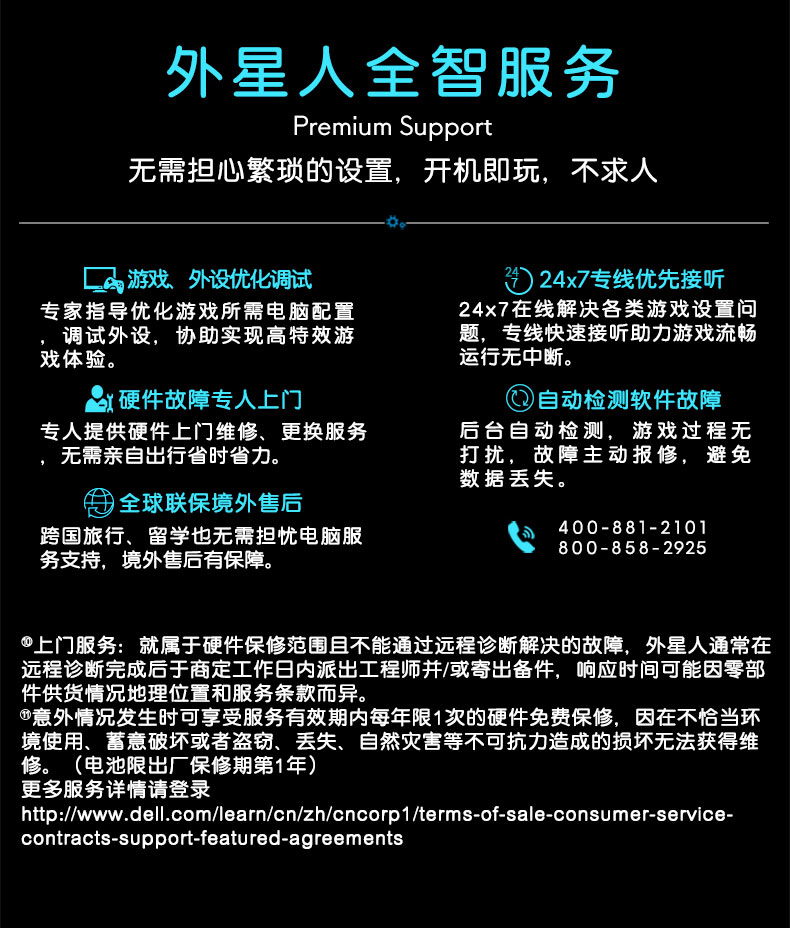 外星人全智服务
Premium Support
无需担心繁琐的设置，开机即玩，不求人
游戏、外设优化调试
专家指导优化游戏所需电脑配置
，调试外设，协助实现高特效游
戏体验。
24
7
24x7专线优先接听
24x7在线解决各类游戏设置问
题，专线快速接听助力游戏流畅
运行无中断。
硬件故障专人上门
专人提供硬件上门维修、更换服务
，无需亲自出行省时省力。
自动检测软件故障
后台自动检测，游戏过程无
打扰，故障主动报修，避免
数据丢失。
全球联保境外售后
跨国旅行、留学也无需担忧电脑服
务支持，境外售后有保障。
400-881-2101
800-858-2925
⑩上门服务：就属于硬件保修范围且不能通过远程诊断解决的故障，外星人通常在
远程诊断完成后于商定工作日内派出工程师并/或寄出备件，响应时间可能因零部
件供货情况地理位置和服务条款而异。
⑪意外情况发生时可享受服务有效期内每年限1次的硬件免费保修，因在不恰当环
境使用、蓄意破坏或者盗窃、丢失、自然灾害等不可抗力造成的损坏无法获得维
修。（电池限出厂保修期第1年）
更多服务详情请登录
http://www.dell.com/learn/cn/zh/cncorp1/terms-of-sale-consumer-service-
contracts-support-featured-agreements